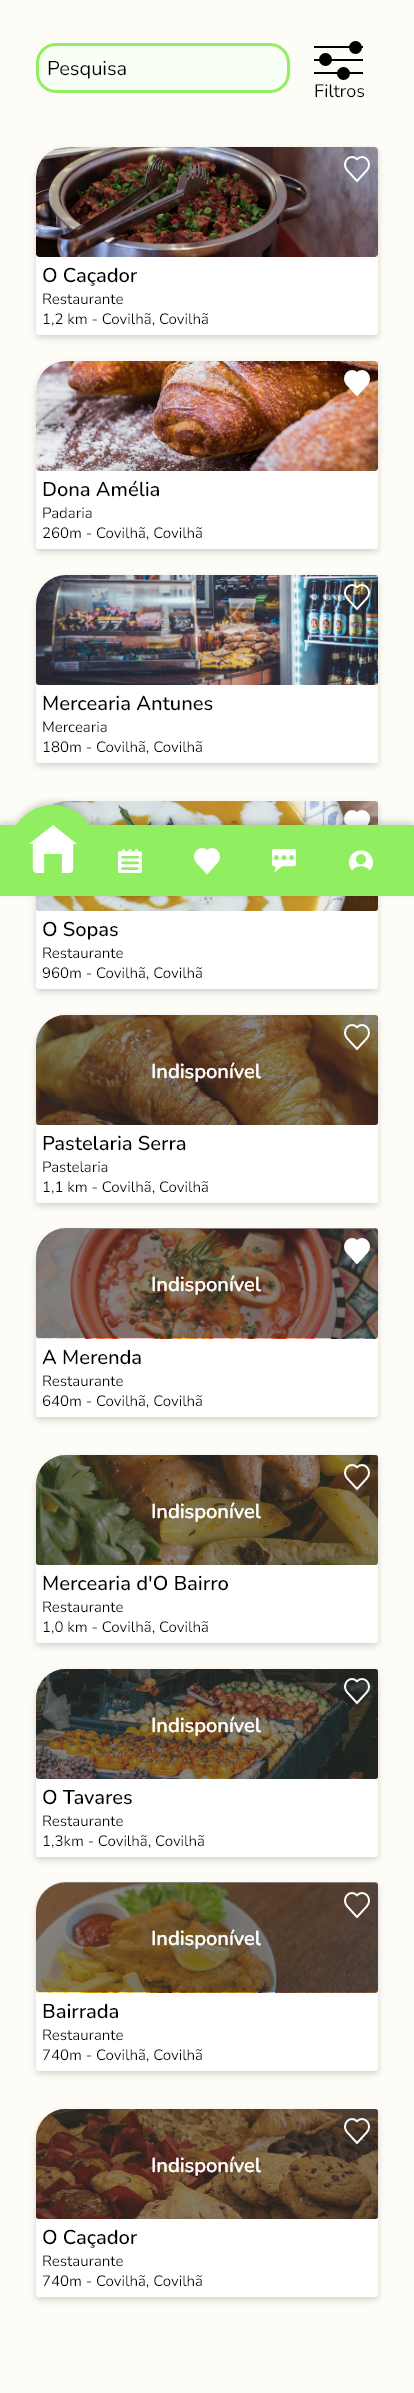 Pesquisa
Filtros
O Caçador
Restaurante
1,2 km - Covilhã, Covilhã
Dona Amélia
Padaria
260m - Covilhã, Covilhã
Mercearia Antunes
Mercearia
180m - Covilhã, Covilhã
O Sopas
Restaurante
960m - Covilhã, Covilhã
Indisponível
Pastelaria Serra
Pastelaria
1,1 km - Covilhã, Covilhã
Indisponível
A Merenda
Restaurante
640m - Covilhã, Covilhã
Indisponível
Mercearia d'O Bairro
Restaurante
1,0 km - Covilhã, Covilhã
Indisponível
O Tavares
Restaurante
1,3km - Covilhã, Covilhã
Indisponível
Bairrada
Restaurante
740m - Covilhã, Covilhã
Indisponível
O Caçador
Restaurante
740m - Covilhã, Covilhã